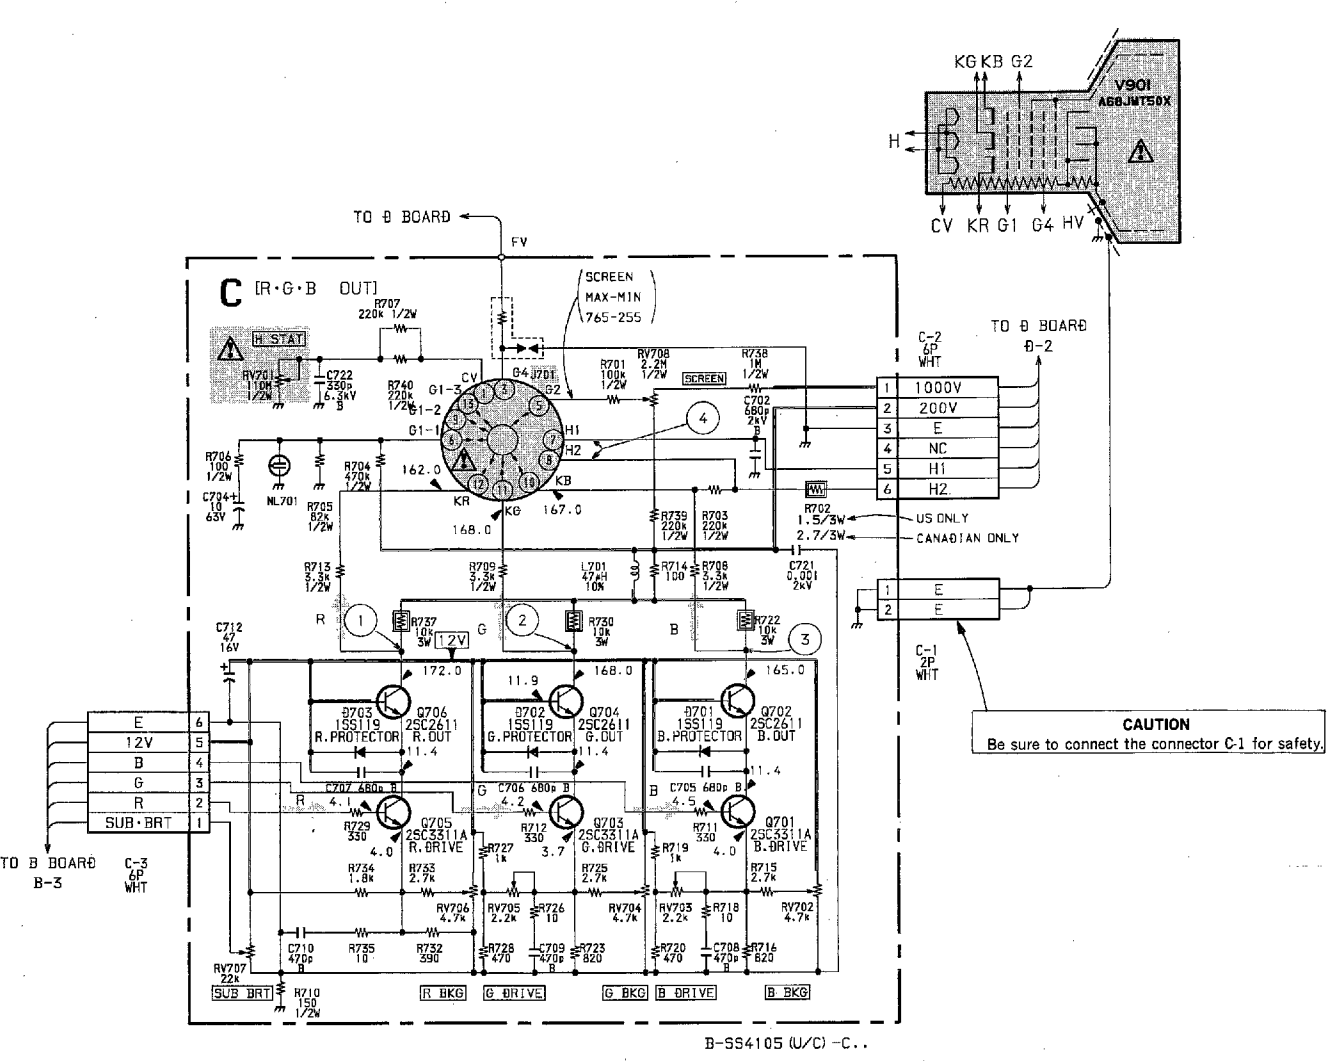 KG KB G2
V901
A68JMT50X
H
CV KR G1 G4 HV
TO D BOARD
FV
C [R·G·B OUT]
SCREEN
MAX-MIN
765-255
R707
220k 1/2W
H STAT
RV701
110M
1/2W
C722
330p
6.3kV
B
R740
220k
1/2W
CV
G4
J701
G1-3
G1-2
G1-1
G2
H1
H2
KB
KG
KR
1
13
9
6
12
11
10
8
7
5
R701
100k
1/2W
RV708
2.2M
1/2W
SCREEN
R738
1M
1/2W
C702
680p
2kV
B
4
C-2
6P
WHT
TO D BOARD
D-2
1 1000V
2 200V
3 E
4 NC
5 H1
6 H2
R706
100
1/2W
C704
10
63V
NL701
R705
82k
1/2W
R704
470k
1/2W
162.0
168.0
167.0
R739
220k
1/2W
R703
220k
1/2W
R702
1.5/3W US ONLY
2.7/3W CANADIAN ONLY
R713
3.3k
1/2W
R709
3.3k
1/2W
L701
47μH
10%
R714
100
R708
3.3k
1/2W
C721
0.001
2kV
1 E
2 E
C-1
2P
WHT
CAUTION
Be sure to connect the connector C-1 for safety.
C712
47
16V
R
1
R737
10k
3W
G
2
R730
10k
3W
B
R722
10k
3W
3
12V
172.0
168.0
165.0
11.9
D703
1SS119
R.PROTECTOR
Q706
2SC2611
R.OUT
D702
1SS119
G.PROTECTOR
Q704
2SC2611
G.OUT
D701
1SS119
B.PROTECTOR
Q702
2SC2611
B.OUT
11.4
11.4
11.4
E 6
12V 5
B 4
G 3
R 2
SUB·BRT 1
TO B BOARD
B-3
C-3
6P
WHT
C707 680p B
C706 680p B
C705 680p B
R
G
B
4.1
4.2
4.5
R729
330
Q705
2SC3311A
R.DRIVE
R712
330
Q703
2SC3311A
G.DRIVE
R711
330
Q701
2SC3311A
B.DRIVE
4.0
3.7
4.0
R727
1k
R719
1k
R734
1.8k
R733
2.7k
R725
2.7k
R715
2.7k
RV706
4.7k
RV705
2.2k
R726
10
RV704
4.7k
RV703
2.2k
R718
10
RV702
4.7k
C710
470p
B
R735
10
R732
390
R728
470
C709
470p
B
R723
820
R720
470
C708
470p
B
R716
820
RV707
22k
SUB BRT
R710
150
1/2W
R BKG
G DRIVE
G BKG
B DRIVE
B BKG
B-SS4105 (U/C) -C..